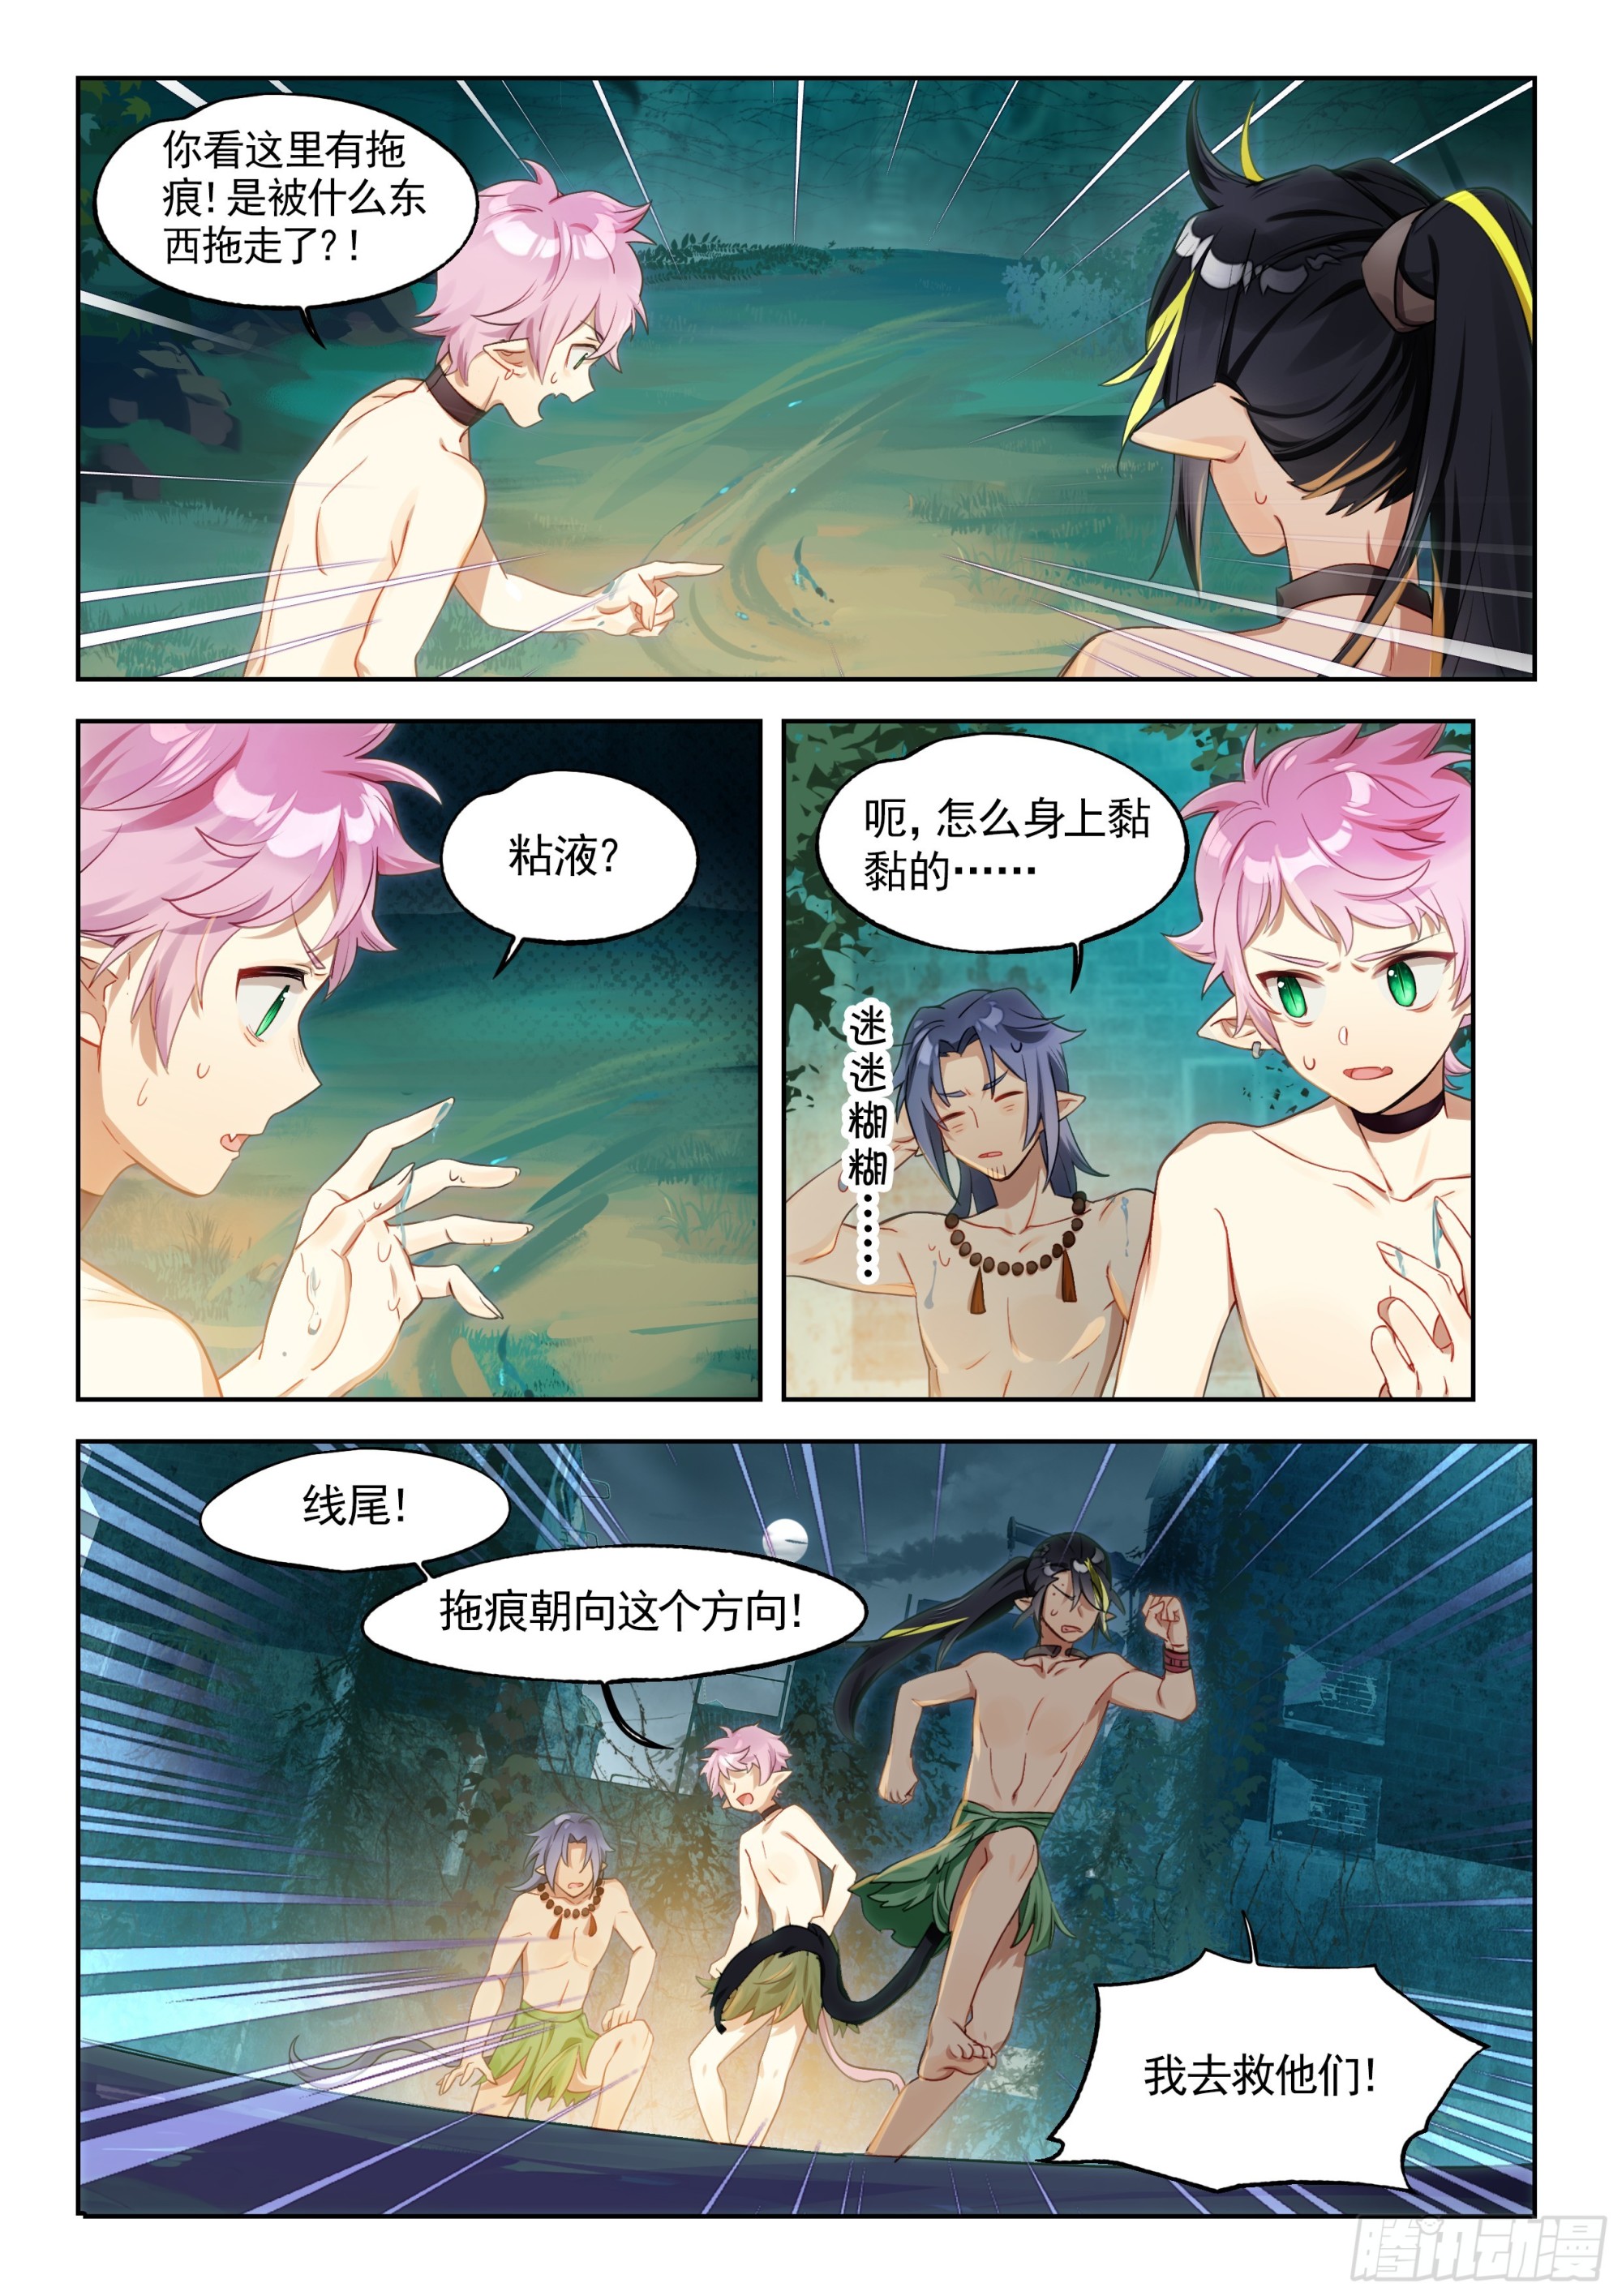 你看这里有拖
痕！是被什么东
西拖走了？！
粘液？
呃，怎么身上黏
黏的……
迷迷糊糊……
线尾！
拖痕朝向这个方向！
我去救他们！
腾讯动漫